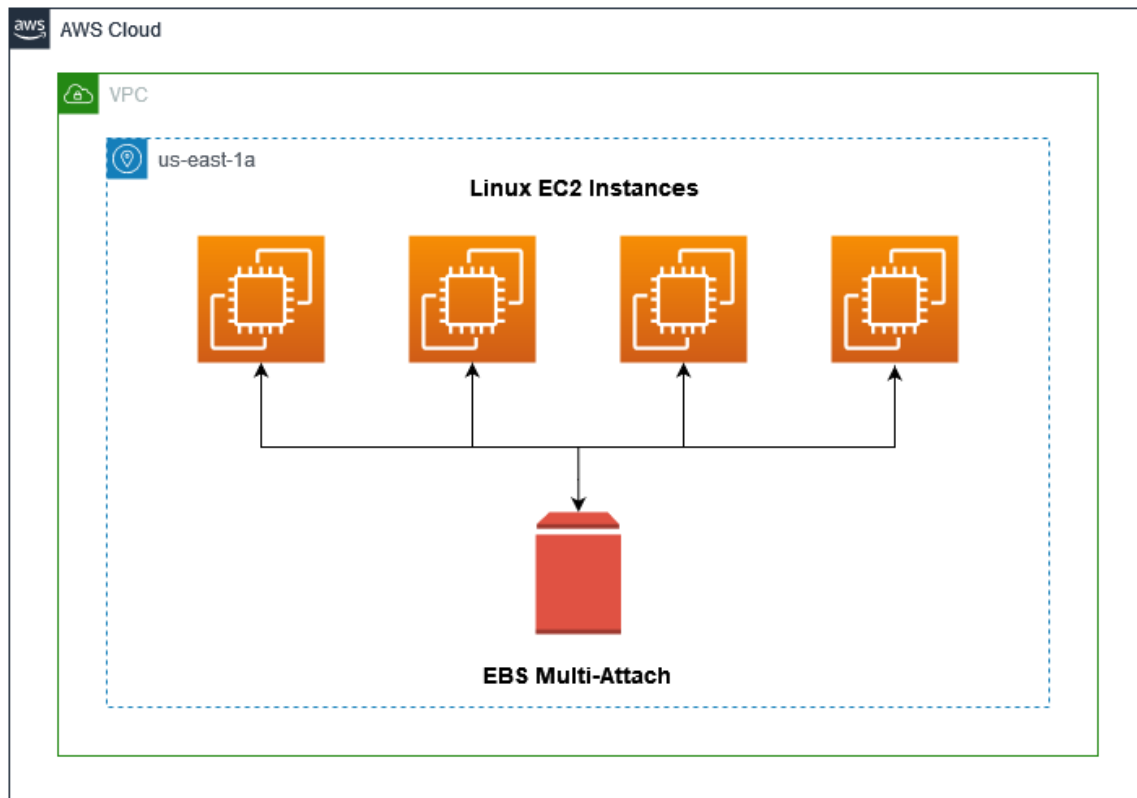 aws
AWS Cloud
VPC
us-east-1a
Linux EC2 Instances
EBS Multi-Attach